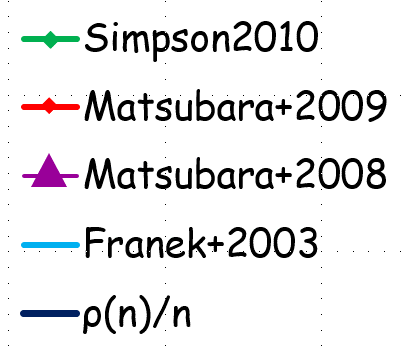 Simpson2010
Matsubara+2009
Matsubara+2008
Franek+2003
ρ(n)/n